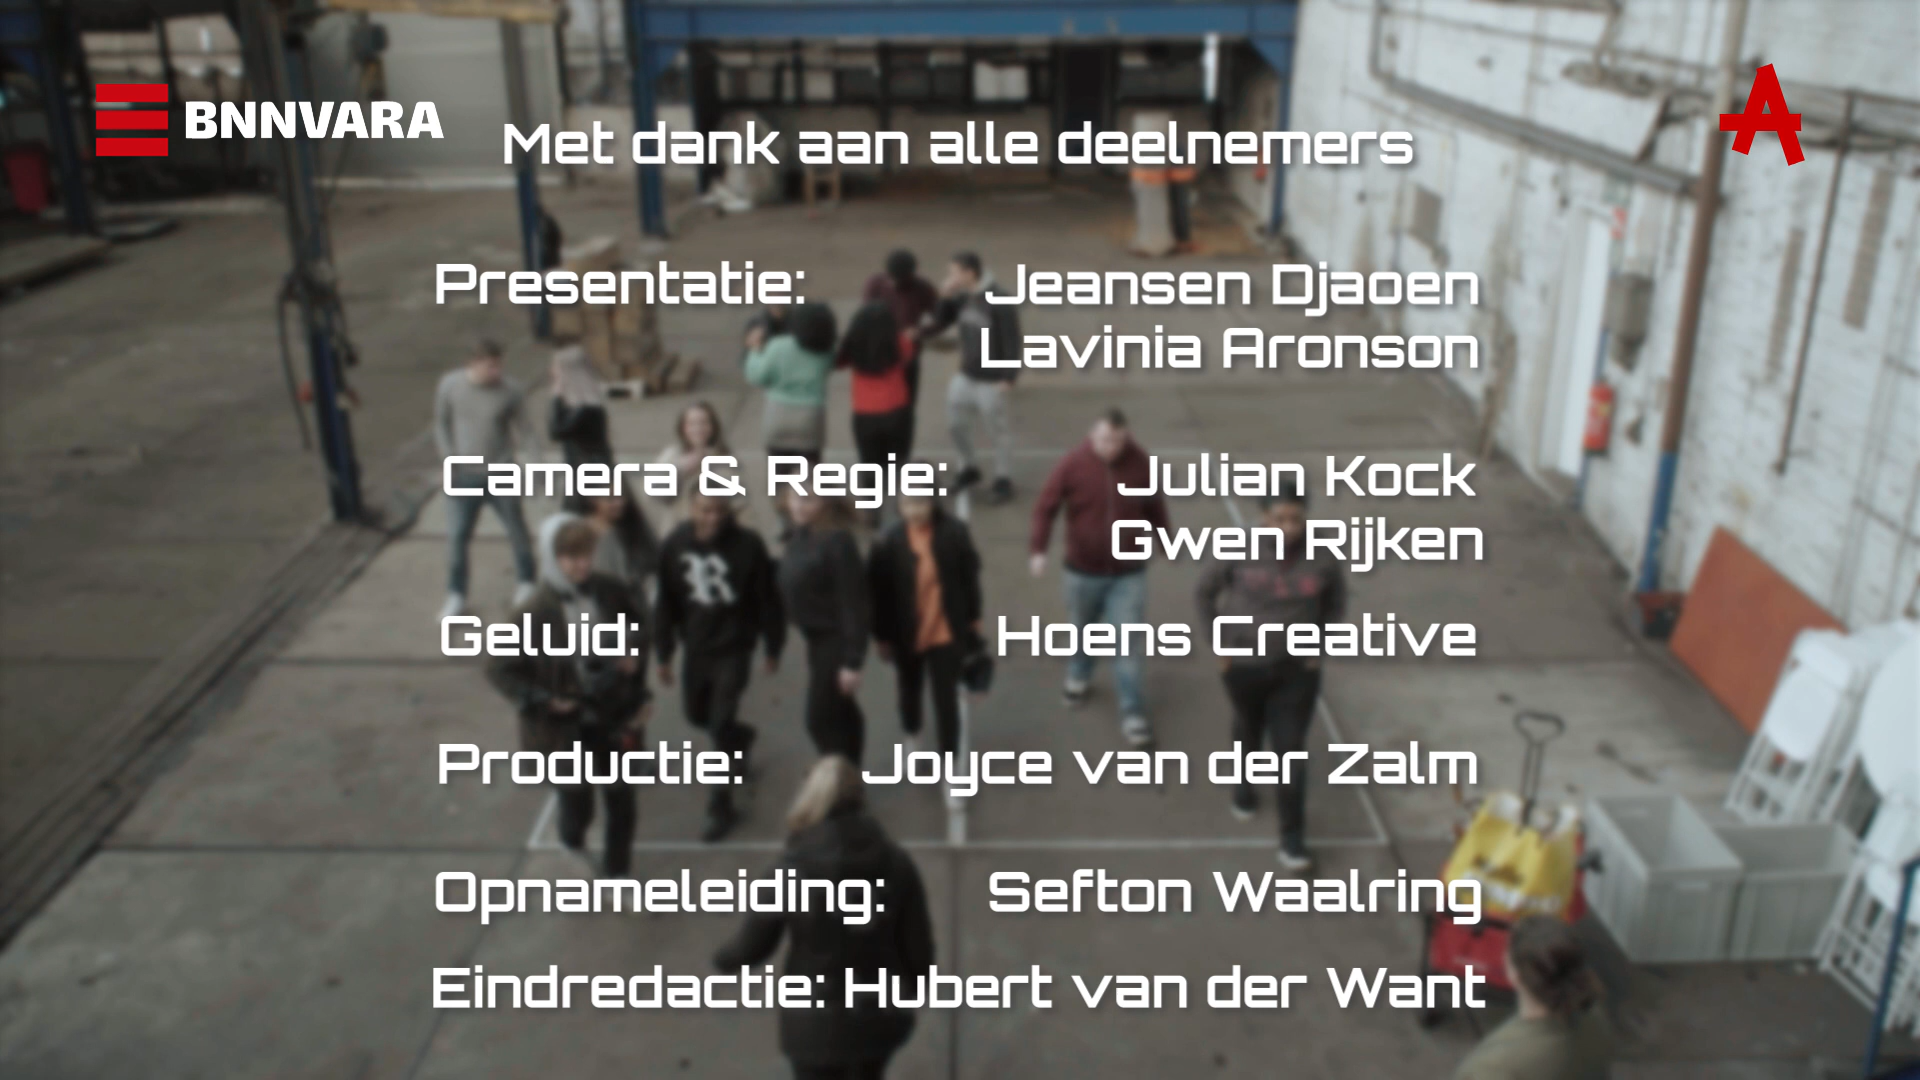 BNNVARA
Met dank aan alle deelnemers
Presentatie: Jeansen Djaoen
Lavinia Aronson
Camera & Regie: Julian Kock
Gwen Rijken
Geluid: Hoens Creative
Productie: Joyce van der Zalm
Opnameleiding: Sefton Waalring
Eindredactie: Hubert van der Want